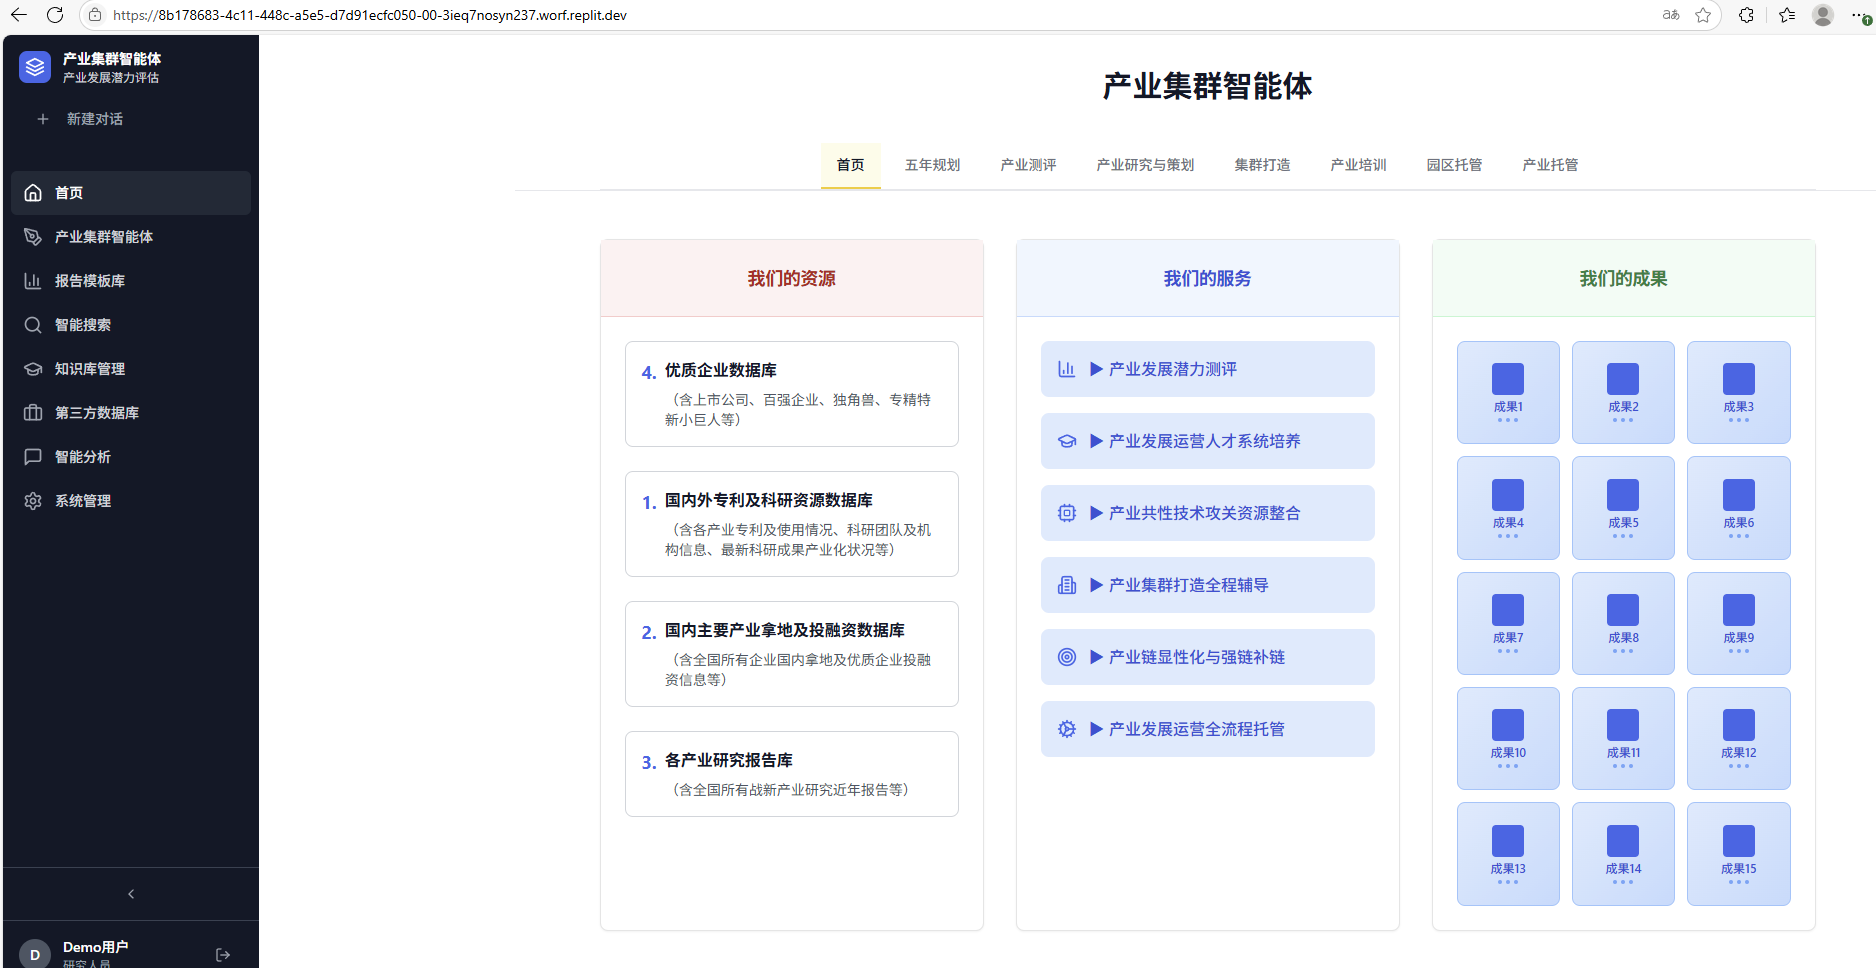 https://8b178683-4c11-448c-a5e5-d7d91ecfc050-00-3ieq7nosyn237.worf.replit.dev
aあ
产业集群智能体
产业发展潜力评估
新建对话
首页
产业集群智能体
报告模板库
智能搜索
知识库管理
第三方数据库
智能分析
系统管理
D
Demo用户
研究人员
产业集群智能体
首页
五年规划
产业测评
产业研究与策划
集群打造
产业培训
园区托管
产业托管
我们的资源
4. 优质企业数据库
（含上市公司、百强企业、独角兽、专精特
新小巨人等）
1. 国内外专利及科研资源数据库
（含各产业专利及使用情况、科研团队及机
构信息、最新科研成果产业化状况等）
2. 国内主要产业拿地及投融资数据库
（含全国所有企业国内拿地及优质企业投融
资信息等）
3. 各产业研究报告库
（含全国所有战新产业研究近年报告等）
我们的服务
▶ 产业发展潜力测评
▶ 产业发展运营人才系统培养
▶ 产业共性技术攻关资源整合
▶ 产业集群打造全程辅导
▶ 产业链显性化与强链补链
▶ 产业发展运营全流程托管
我们的成果
成果1
成果2
成果3
成果4
成果5
成果6
成果7
成果8
成果9
成果10
成果11
成果12
成果13
成果14
成果15